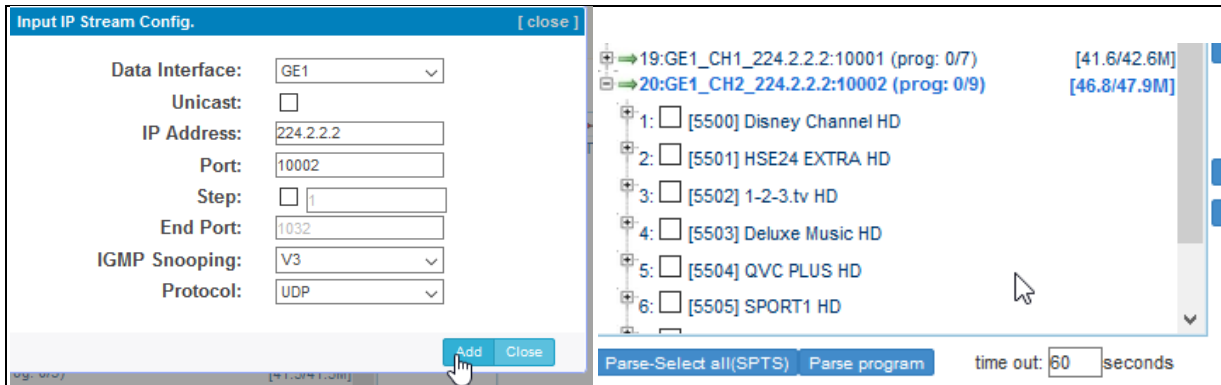 Input IP Stream Config. [ close ]
Data Interface: GE1
Unicast:
IP Address: 224.2.2.2
Port: 10002
Step: 1
End Port: 1032
IGMP Snooping: V3
Protocol: UDP
Add Close
19:GE1_CH1_224.2.2.2:10001 (prog: 0/7) [41.6/42.6M]
20:GE1_CH2_224.2.2.2:10002 (prog: 0/9) [46.8/47.9M]
1: [5500] Disney Channel HD
2: [5501] HSE24 EXTRA HD
3: [5502] 1-2-3.tv HD
4: [5503] Deluxe Music HD
5: [5504] QVC PLUS HD
6: [5505] SPORT1 HD
Parse-Select all(SPTS) Parse program time out: 60 seconds